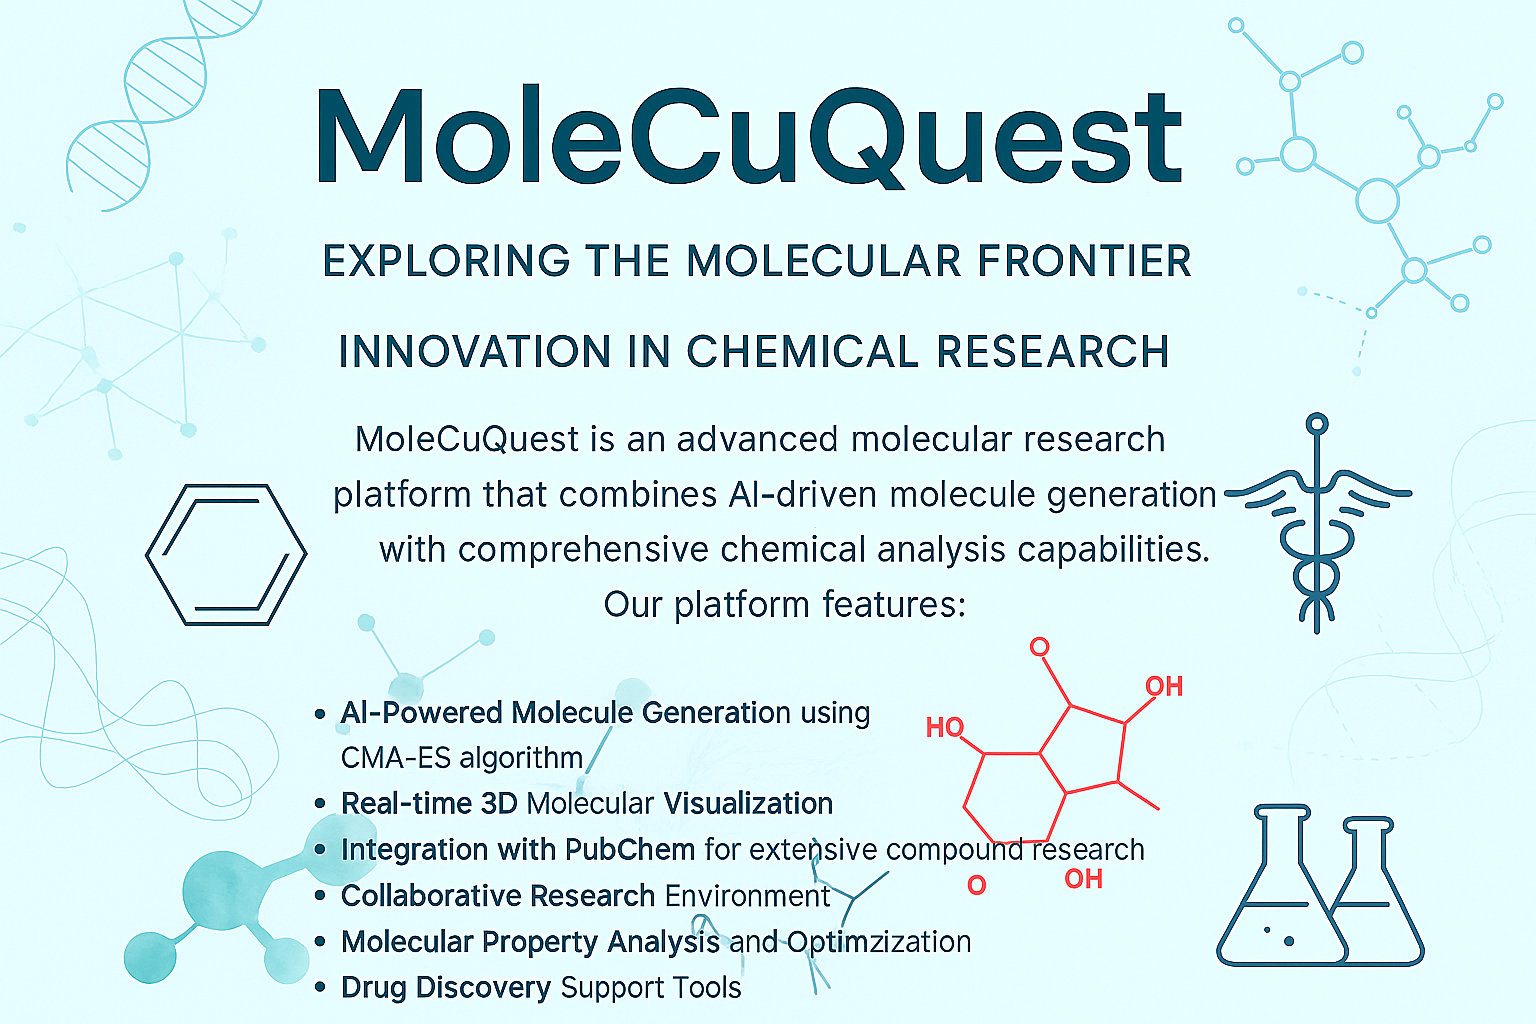 MoleCuQuest
EXPLORING THE MOLECULAR FRONTIER
INNOVATION IN CHEMICAL RESEARCH
MoleCuQuest is an advanced molecular research
platform that combines AI-driven molecule generation
with comprehensive chemical analysis capabilities.
Our platform features:
O
OH
HO
• AI-Powered Molecule Generation using
CMA-ES algorithm
• Real-time 3D Molecular Visualization
• Integration with PubChem for extensive compound research
O
OH
• Collaborative Research Environment
• Molecular Property Analysis and Optimzization
• Drug Discovery Support Tools